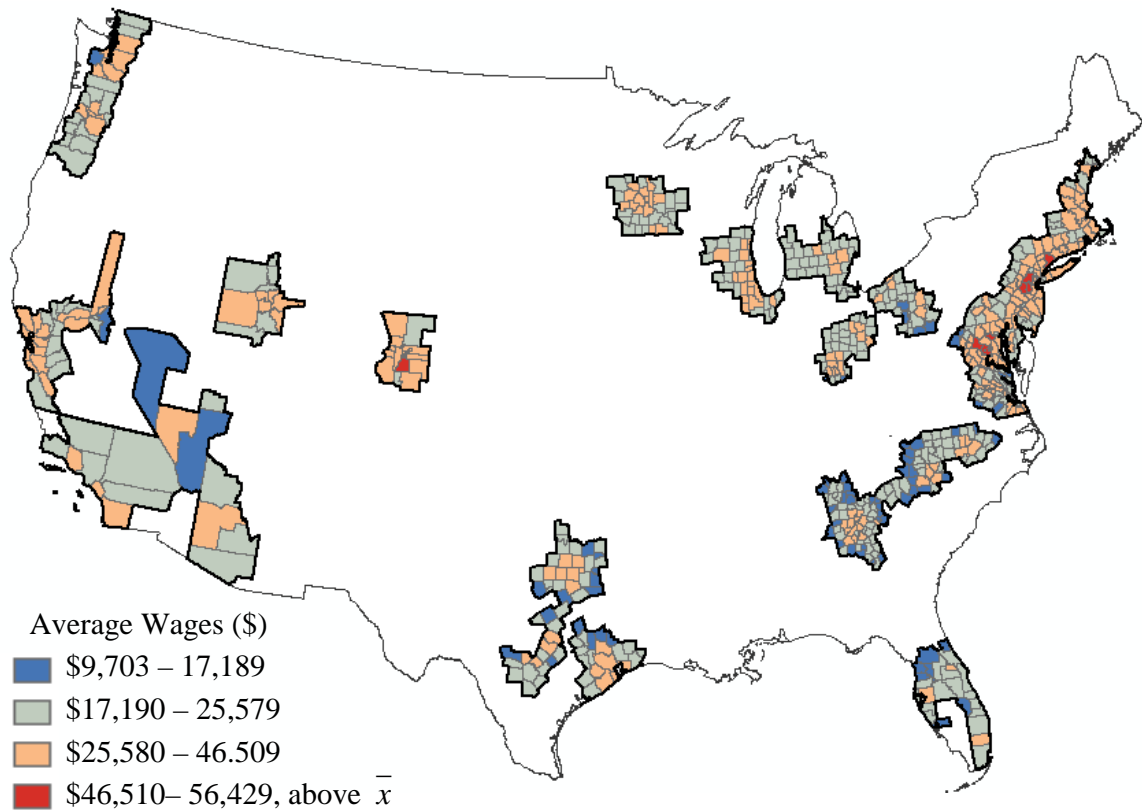 Average Wages ($)
$9,703 – 17,189
$17,190 – 25,579
$25,580 – 46.509
$46,510– 56,429, above x̅